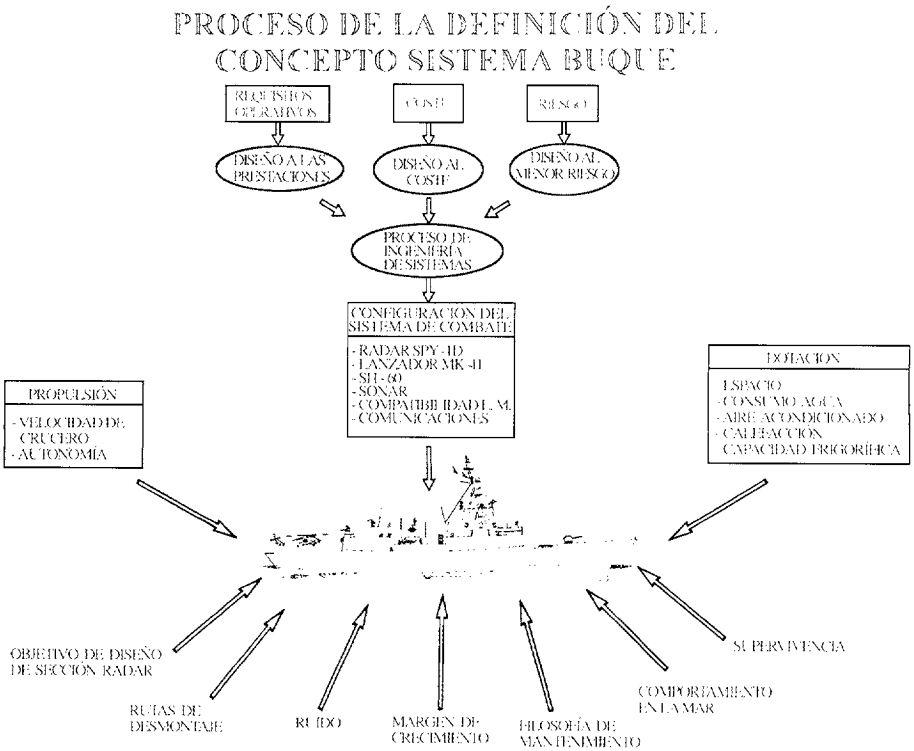 PROCESO DE LA DEFINICIÓN DEL
CONCEPTO SISTEMA BUQUE
REQUISITOS
OPERATIVOS
COSTE
RIESGO
DISEÑO A LAS
PRESTACIONES
DISEÑO AL
COSTE
DISEÑO AL
MENOR RIESGO
PROCESO DE
INGENIERÍA
DE SISTEMAS
CONFIGURACION DEL
SISTEMA DE COMBATE
- RADAR SPY -1D
- LANZADOR MK -41
- SH - 60
- SONAR
- COMPATIBILIDAD E. M.
- COMUNICACIONES
PROPULSIÓN
- VELOCIDAD DE
CRUCERO
- AUTONOMÍA
DOTACION
- ESPACIO
- CONSUMO AGUA
- AIRE ACONDICIONADO
- CALEFACCIÓN
- CAPACIDAD FRIGORÍFICA
OBJETIVO DE DISEÑO
DE SECCIÓN RADAR
RUTAS DE
DESMONTAJE
RUIDO
MARGEN DE
CRECIMIENTO
FILOSOFÍA DE
MANTENIMIENTO
COMPORTAMIENTO
EN LA MAR
SUPERVIVENCIA